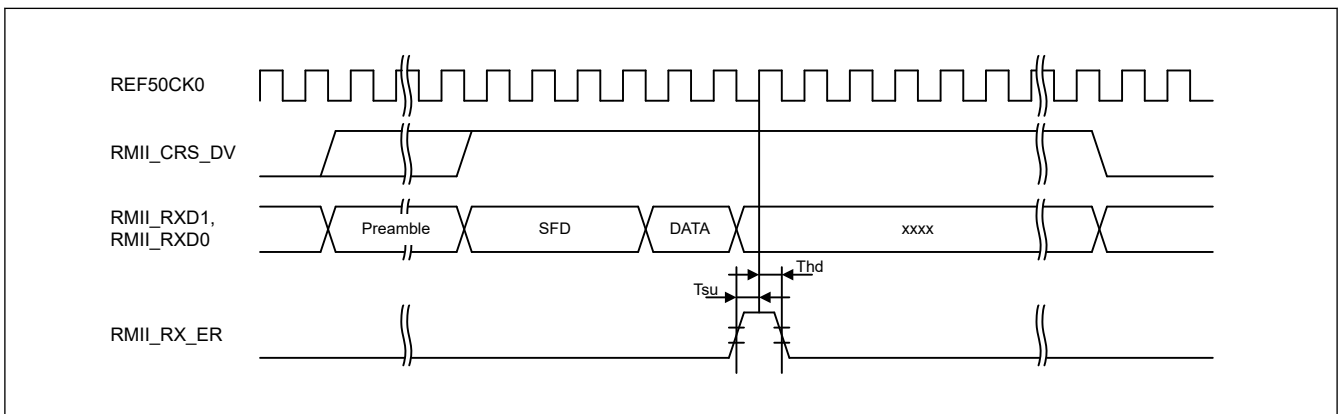 REF50CK0
RMII_CRS_DV
RMII_RXD1,
RMII_RXD0
Preamble
SFD
DATA
xxxx
Thd
Tsu
RMII_RX_ER